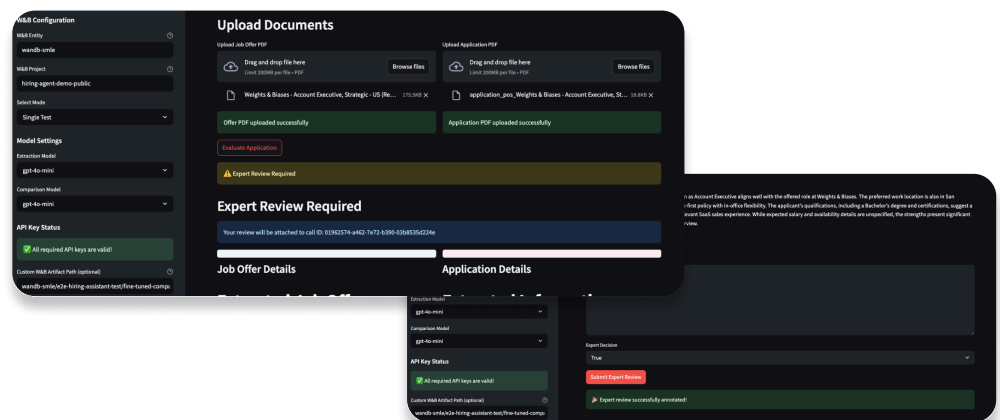 W&B Configuration
W&B Entity
wandb-smle
W&B Project
hiring-agent-demo-public
Select Mode
Single Test
Model Settings
Extraction Model
gpt-4o-mini
Comparison Model
gpt-4o-mini
API Key Status
✅ All required API keys are valid!
Custom W&B Artifact Path (optional)
wandb-smle/e2e-hiring-assistant-test/fine-tuned-compa
Upload Documents
Upload Job Offer PDF
Drag and drop file here
Limit 200MB per file • PDF
Browse files
Weights & Biases - Account Executive, Strategic - US (Re... 175.5KB ×
Offer PDF uploaded successfully
Upload Application PDF
Drag and drop file here
Limit 200MB per file • PDF
Browse files
application_pos_Weights & Biases - Account Executive, St... 18.8KB ×
Application PDF uploaded successfully
Evaluate Application
⚠️ Expert Review Required
Expert Review Required
Your review will be attached to call ID: 01962574-a462-7e72-b390-03b8535d224e
Job Offer Details
Application Details
n as Account Executive aligns well with the offered role at Weights & Biases. The preferred work location is also in San
-first policy with in-office flexibility. The applicant's qualifications, including a Bachelor's degree and certifications, suggest a
evant SaaS sales experience. While expected salary and availability details are unspecified, the strengths present significant
rview.
Extraction Model
gpt-4o-mini
Comparison Model
gpt-4o-mini
API Key Status
✅ All required API keys are valid!
Custom W&B Artifact Path (optional)
wandb-smle/e2e-hiring-assistant-test/fine-tuned-compa
Expert Decision
True
Submit Expert Review
🎉 Expert review successfully annotated!